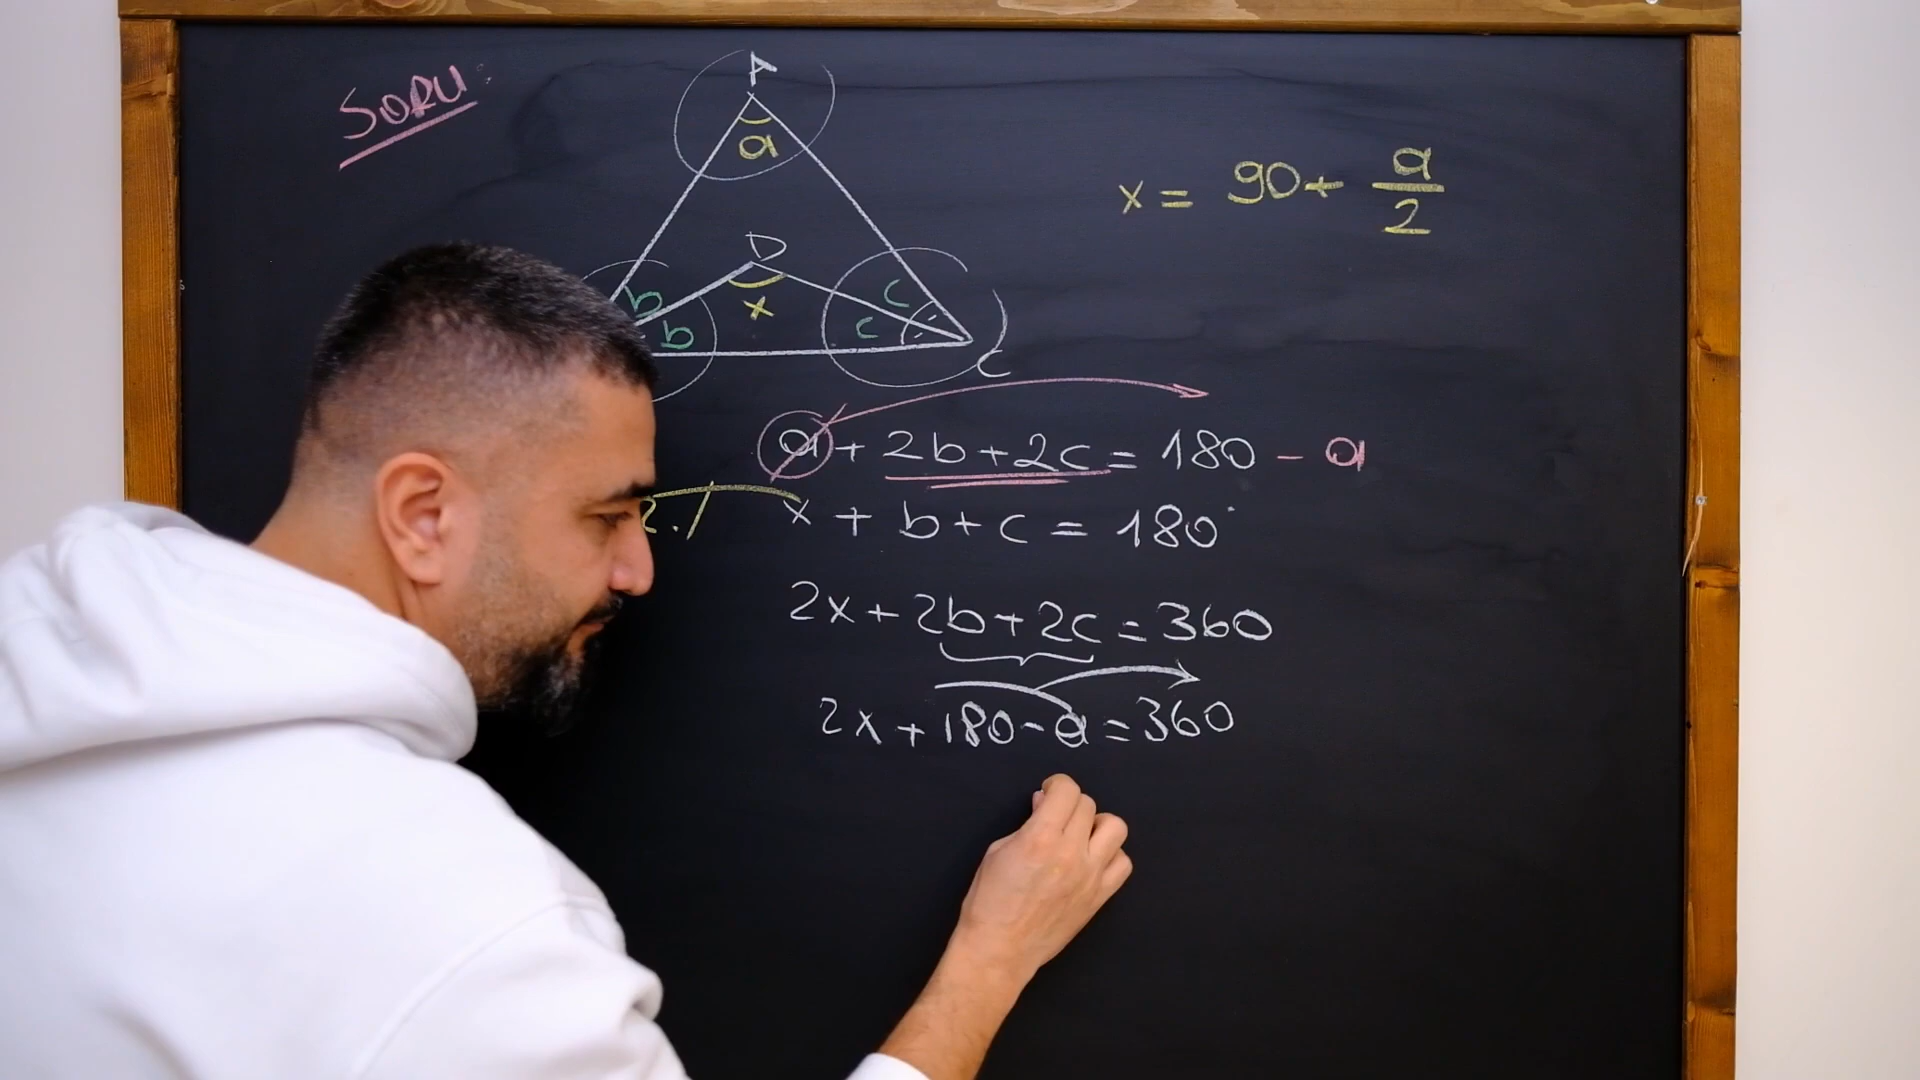 SORU:
A
a
x = 90 + a/2
D
b
b
x
c
c
C
a + 2b + 2c = 180 - a
2./ x + b + c = 180
2x + 2b + 2c = 360
2x + 180 - a = 360